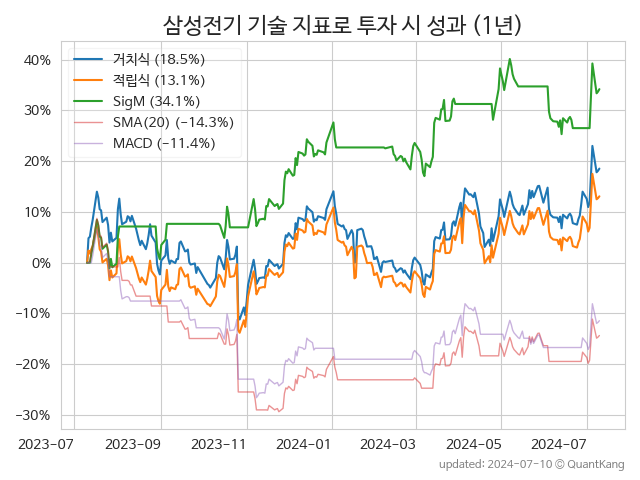 삼성전기 기술 지표로 투자 시 성과 (1년)
거치식 (18.5%)
적립식 (13.1%)
SigM (34.1%)
SMA(20) (−14.3%)
MACD (−11.4%)
40%
30%
20%
10%
0%
−10%
−20%
−30%
2023-07 2023-09 2023-11 2024-01 2024-03 2024-05 2024-07
updated: 2024-07-10 © QuantKang